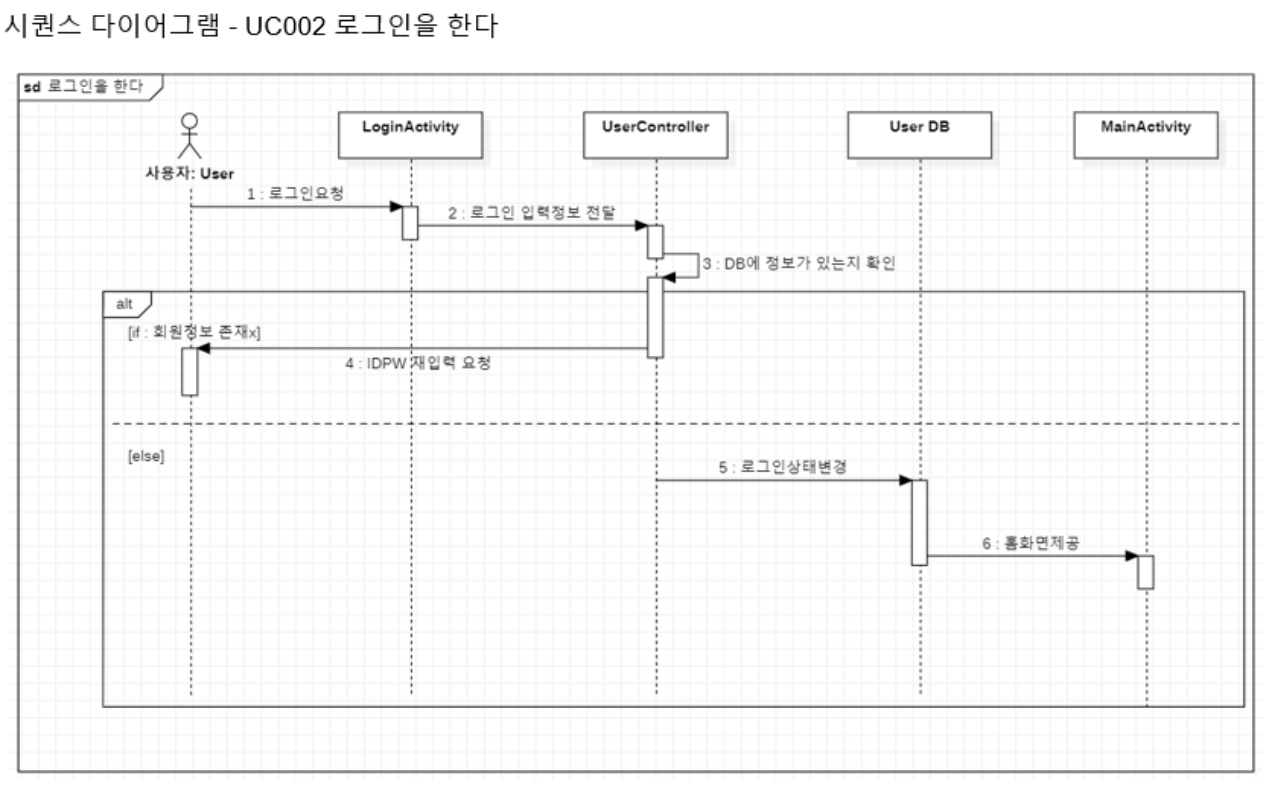 시퀀스 다이어그램 - UC002 로그인을 한다
sd 로그인을 한다
LoginActivity
UserController
User DB
MainActivity
사용자: User
1 : 로그인요청
2 : 로그인 입력정보 전달
3 : DB에 정보가 있는지 확인
alt
[if : 회원정보 존재x]
4 : IDPW 재입력 요청
[else]
5 : 로그인상태변경
6 : 홈화면제공